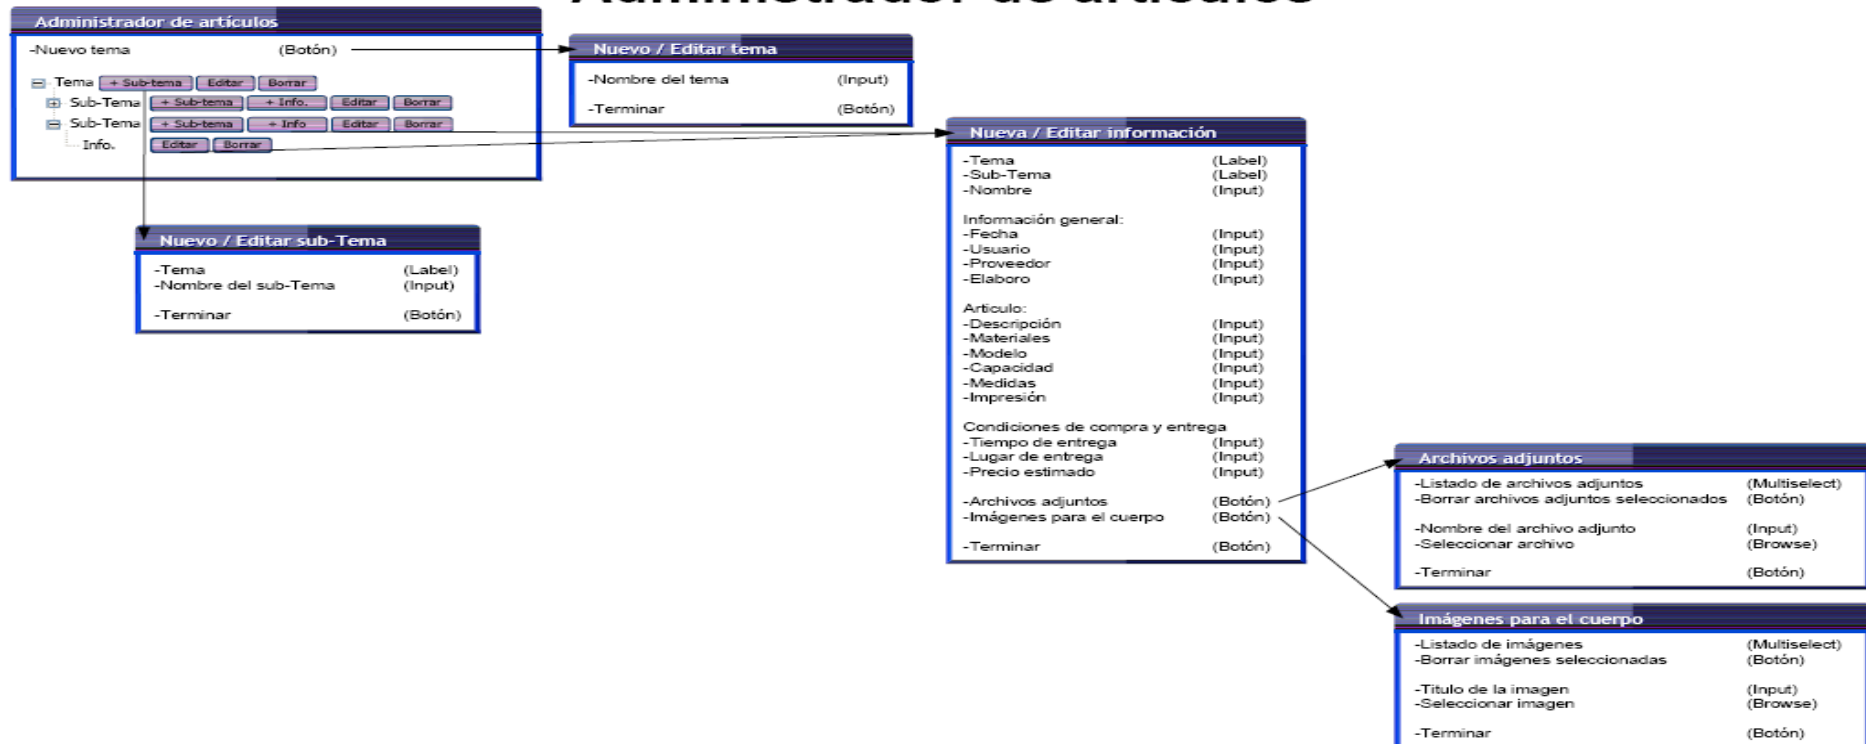 Administrador de artículos
Administrador de artículos
-Nuevo tema (Botón)
Tema + Sub-tema Editar Borrar
Sub-Tema + Sub-tema + Info. Editar Borrar
Sub-Tema + Sub-tema + Info Editar Borrar
Info. Editar Borrar
Nuevo / Editar tema
-Nombre del tema (Input)
-Terminar (Botón)
Nuevo / Editar sub-Tema
-Tema (Label)
-Nombre del sub-Tema (Input)
-Terminar (Botón)
Nueva / Editar información
-Tema (Label)
-Sub-Tema (Label)
-Nombre (Input)
Información general:
-Fecha (Input)
-Usuario (Input)
-Proveedor (Input)
-Elaboro (Input)
Articulo:
-Descripción (Input)
-Materiales (Input)
-Modelo (Input)
-Capacidad (Input)
-Medidas (Input)
-Impresión (Input)
Condiciones de compra y entrega
-Tiempo de entrega (Input)
-Lugar de entrega (Input)
-Precio estimado (Input)
-Archivos adjuntos (Botón)
-Imágenes para el cuerpo (Botón)
-Terminar (Botón)
Archivos adjuntos
-Listado de archivos adjuntos (Multiselect)
-Borrar archivos adjuntos seleccionados (Botón)
-Nombre del archivo adjunto (Input)
-Seleccionar archivo (Browse)
-Terminar (Botón)
Imágenes para el cuerpo
-Listado de imágenes (Multiselect)
-Borrar imágenes seleccionadas (Botón)
-Titulo de la imagen (Input)
-Seleccionar imagen (Browse)
-Terminar (Botón)